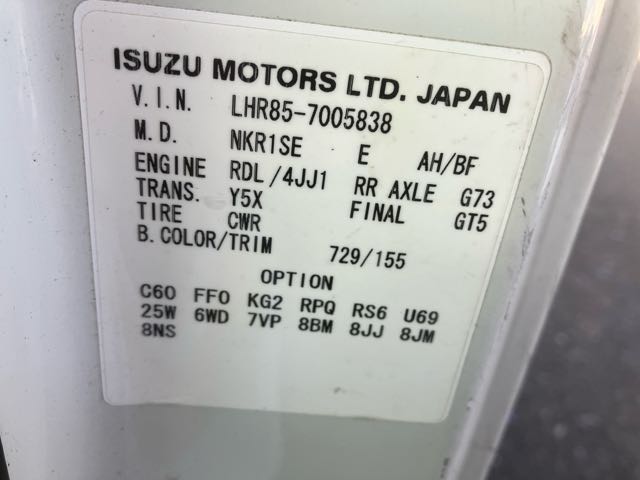 ISUZU MOTORS LTD. JAPAN
V.I.N. LHR85-7005838
M.D. NKR1SE E AH/BF
ENGINE RDL/4JJ1 RR AXLE G73
TRANS. Y5X FINAL GT5
TIRE CWR
B.COLOR/TRIM 729/155
OPTION
C60 FFO KG2 RPQ RS6 U69
25W 6WD 7VP 8BM 8JJ 8JM
8NS